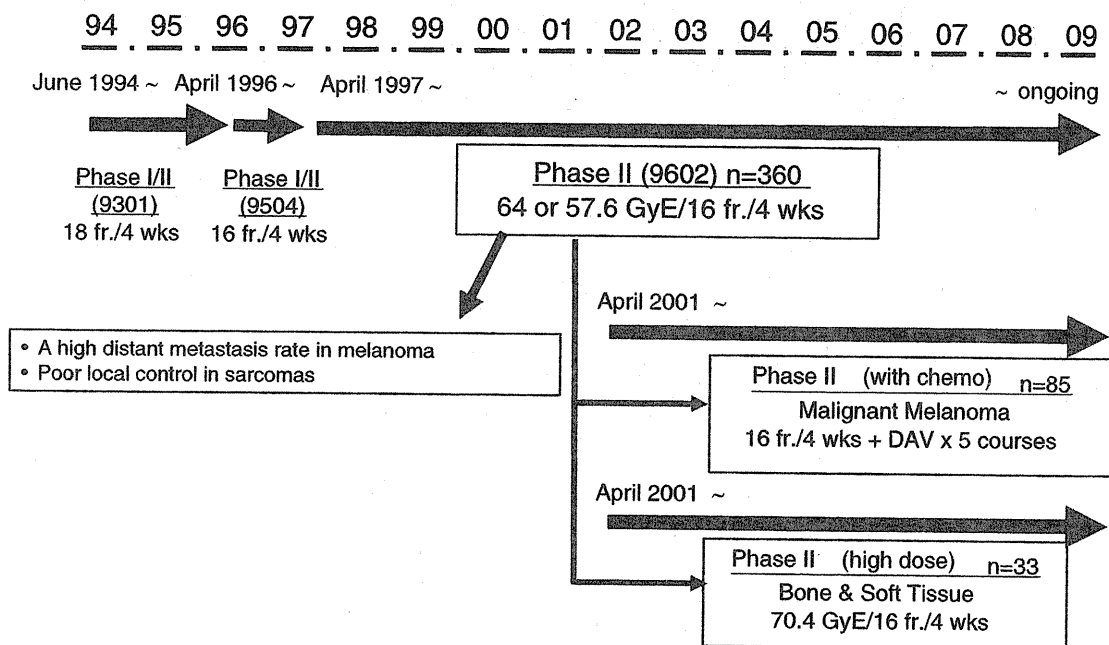 94 95 96 97 98 99 00 01 02 03 04 05 06 07 08 09
June 1994 ~ April 1996 ~ April 1997 ~ ~ ongoing
Phase I/II
(9301)
18 fr./4 wks
Phase I/II
(9504)
16 fr./4 wks
Phase II (9602) n=360
64 or 57.6 GyE/16 fr./4 wks
• A high distant metastasis rate in melanoma
• Poor local control in sarcomas
April 2001 ~
Phase II (with chemo) n=85
Malignant Melanoma
16 fr./4 wks + DAV x 5 courses
April 2001 ~
Phase II (high dose) n=33
Bone & Soft Tissue
70.4 GyE/16 fr./4 wks